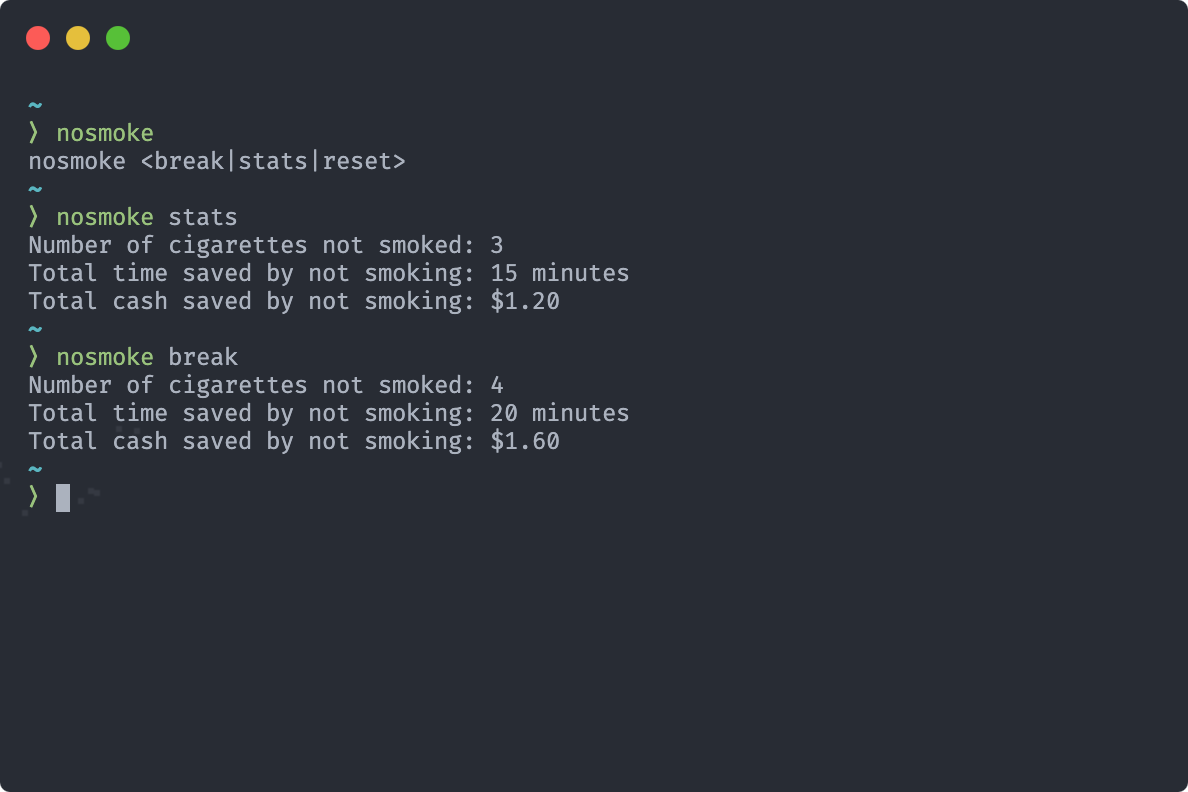 ~
❯ nosmoke
nosmoke <break|stats|reset>
~
❯ nosmoke stats
Number of cigarettes not smoked: 3
Total time saved by not smoking: 15 minutes
Total cash saved by not smoking: $1.20
~
❯ nosmoke break
Number of cigarettes not smoked: 4
Total time saved by not smoking: 20 minutes
Total cash saved by not smoking: $1.60
~
❯